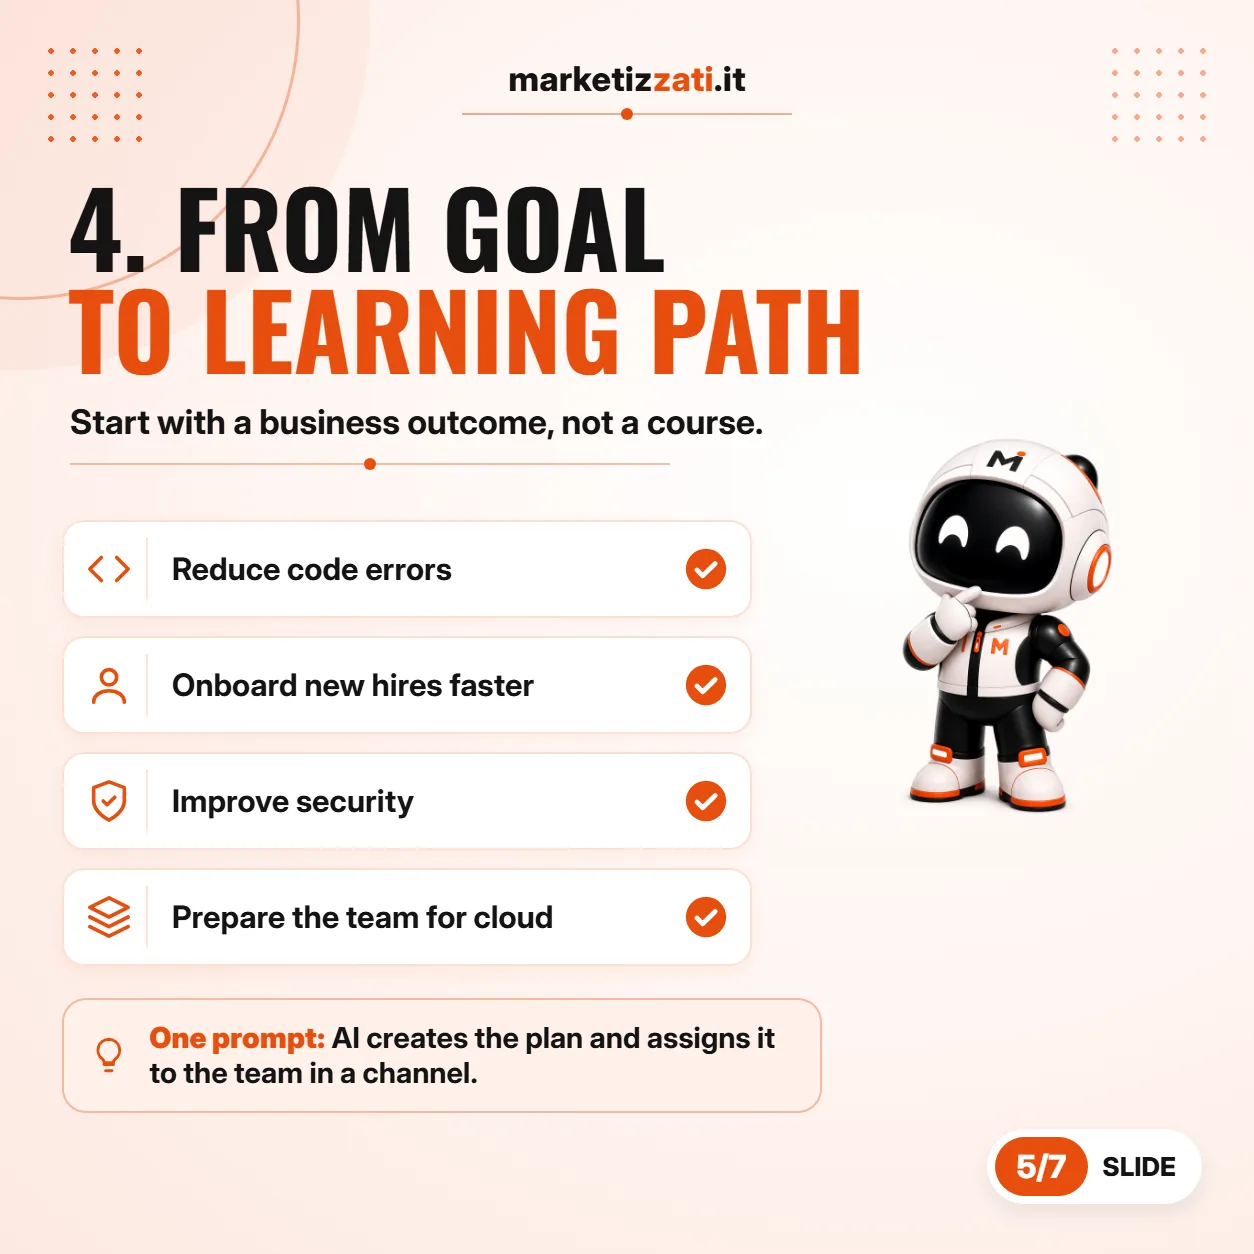 marketizzati.it
4. FROM GOAL
TO LEARNING PATH
Start with a business outcome, not a course.
Reduce code errors
Onboard new hires faster
Improve security
Prepare the team for cloud
One prompt: AI creates the plan and assigns it
to the team in a channel.
M
M
5/7 SLIDE